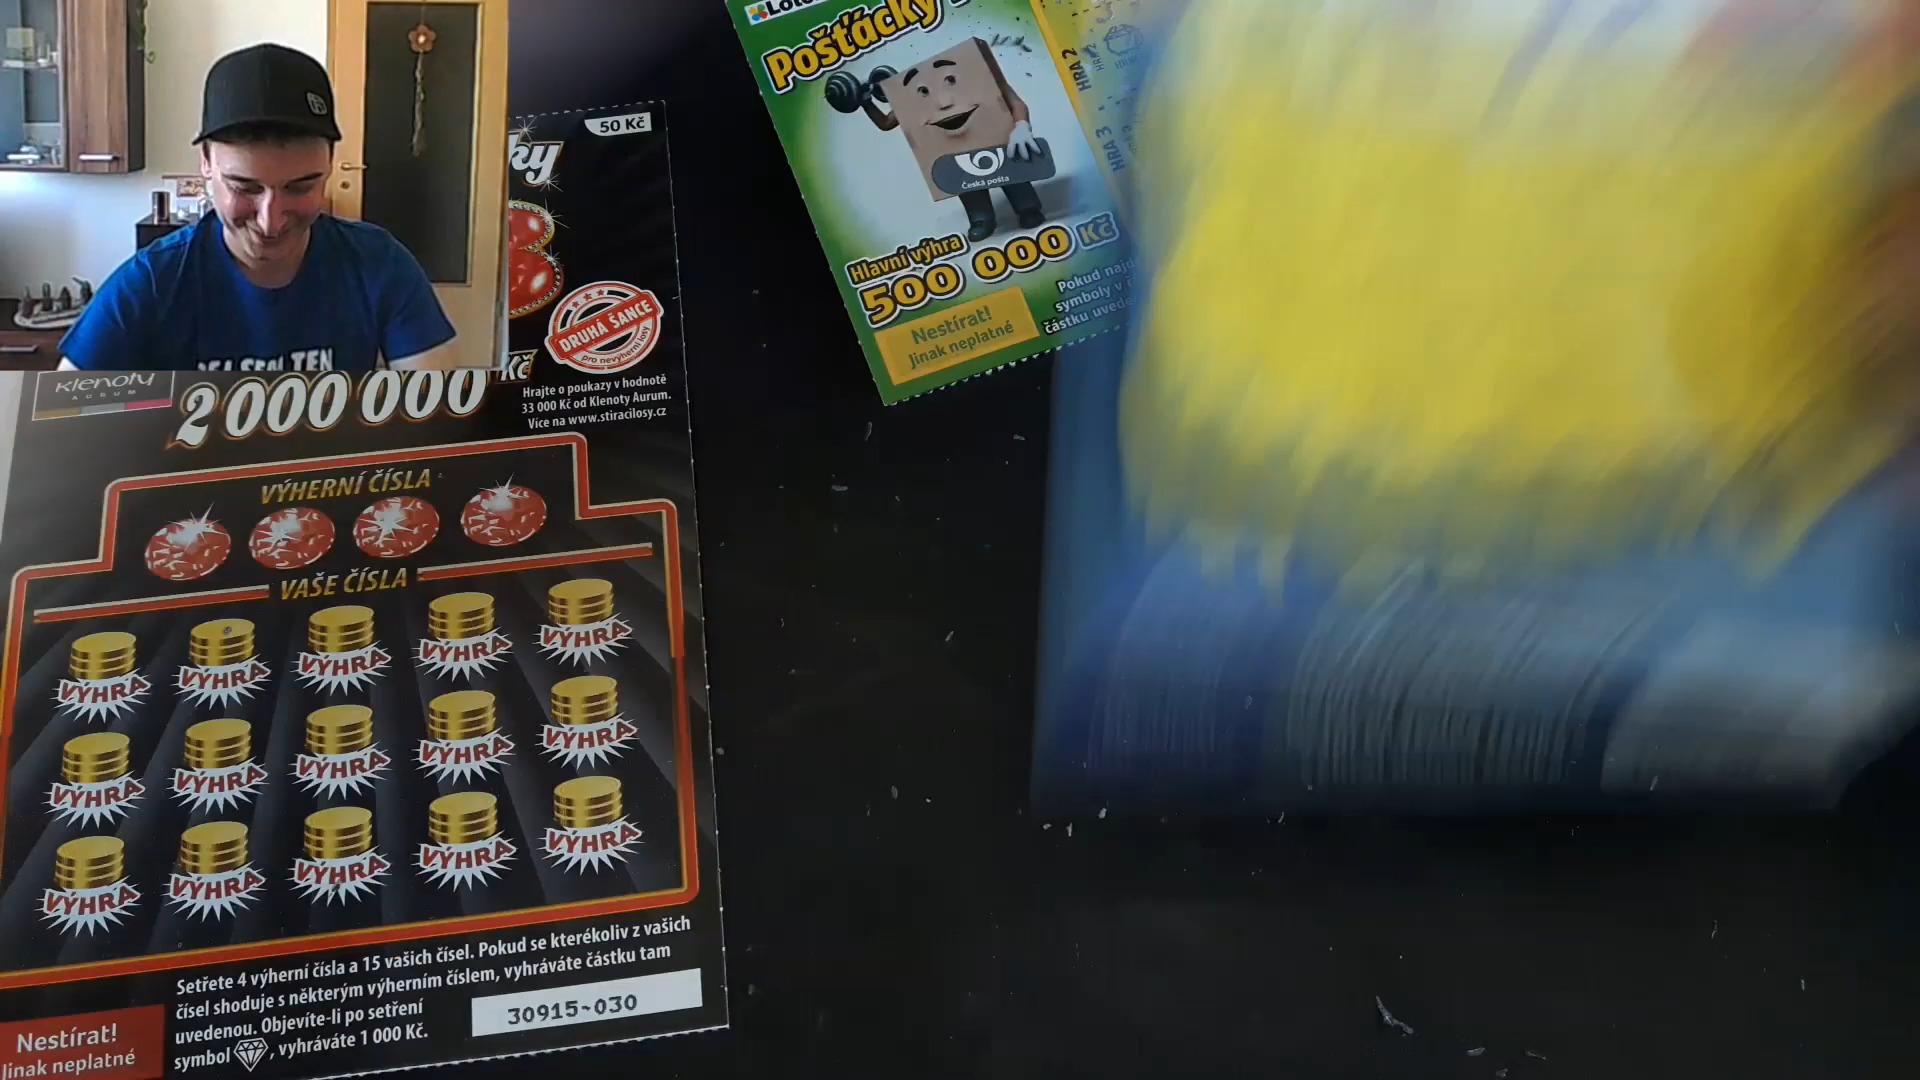 50 Kč
ky
DRUHÁ ŠANCE
pro nevýherní losy
Kč
Klenoty
AURUM
2 000 000
Hrajte o poukazy v hodnotě
33 000 Kč od Klenoty Aurum.
Více na www.stiracilosy.cz
VÝHERNÍ ČÍSLA
VAŠE ČÍSLA
VÝHRA VÝHRA VÝHRA VÝHRA VÝHRA
VÝHRA VÝHRA VÝHRA VÝHRA VÝHRA
VÝHRA VÝHRA VÝHRA VÝHRA VÝHRA
Setřete 4 výherní čísla a 15 vašich čísel. Pokud se kterékoliv z vašich
čísel shoduje s některým výherním číslem, vyhráváte částku tam
uvedenou. Objevíte-li po setření
symbol , vyhráváte 1 000 Kč.
30915-030
Nestírat!
Jinak neplatné
Pošťácký
HRA 2
HRA 3
Česká pošta
Hlavní výhra
500 000 Kč
Nestírat!
Jinak neplatné
Pokud najd
symboly v
částku uvede